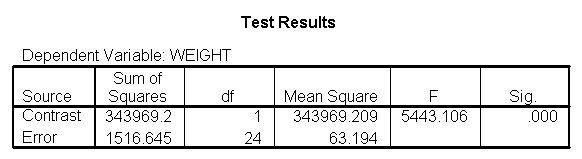 Test Results
Dependent Variable: WEIGHT
Source Sum of Squares df Mean Square F Sig.
Contrast 343969.2 1 343969.209 5443.106 .000
Error 1516.645 24 63.194